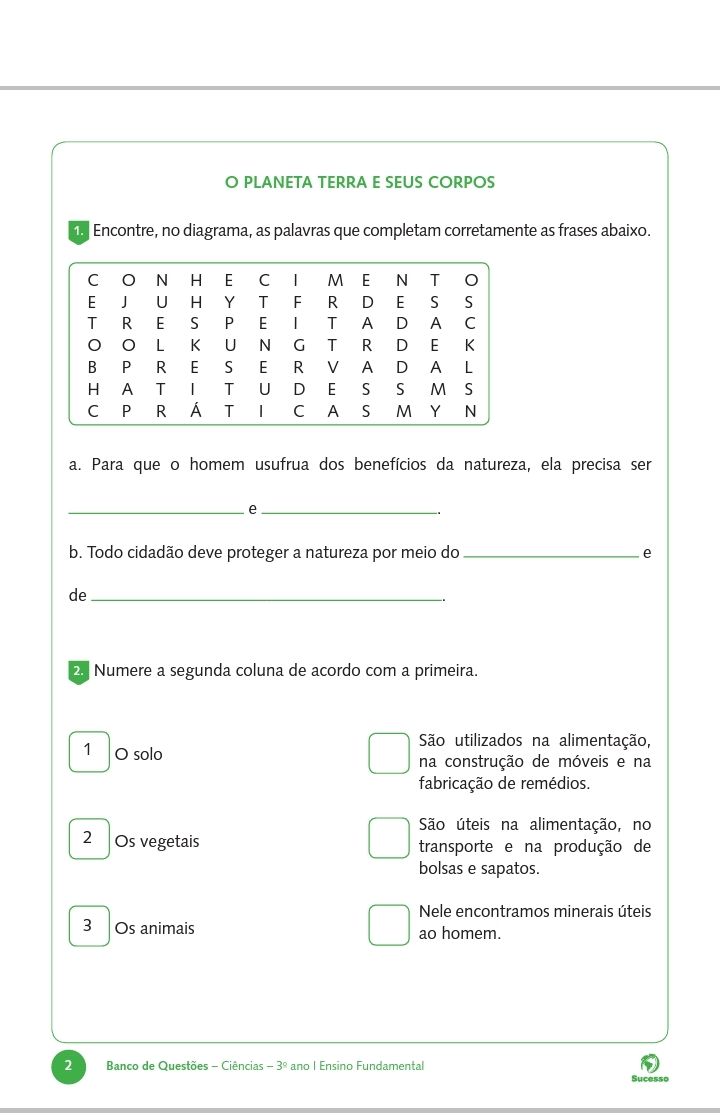 O PLANETA TERRA E SEUS CORPOS
1. Encontre, no diagrama, as palavras que completam corretamente as frases abaixo.
C O N H E C I M E N T O
E J U H Y T F R D E S S
T R E S P E I T A D A C
O O L K U N G T R D E K
B P R E S E R V A D A L
H A T I T U D E S S M S
C P R Á T I C A S M Y N
a. Para que o homem usufrua dos benefícios da natureza, ela precisa ser
e .
b. Todo cidadão deve proteger a natureza por meio do e
de .
2. Numere a segunda coluna de acordo com a primeira.
1 O solo
São utilizados na alimentação,
na construção de móveis e na
fabricação de remédios.
2 Os vegetais
São úteis na alimentação, no
transporte e na produção de
bolsas e sapatos.
3 Os animais
Nele encontramos minerais úteis
ao homem.
2 Banco de Questões – Ciências – 3º ano I Ensino Fundamental
Sucesso